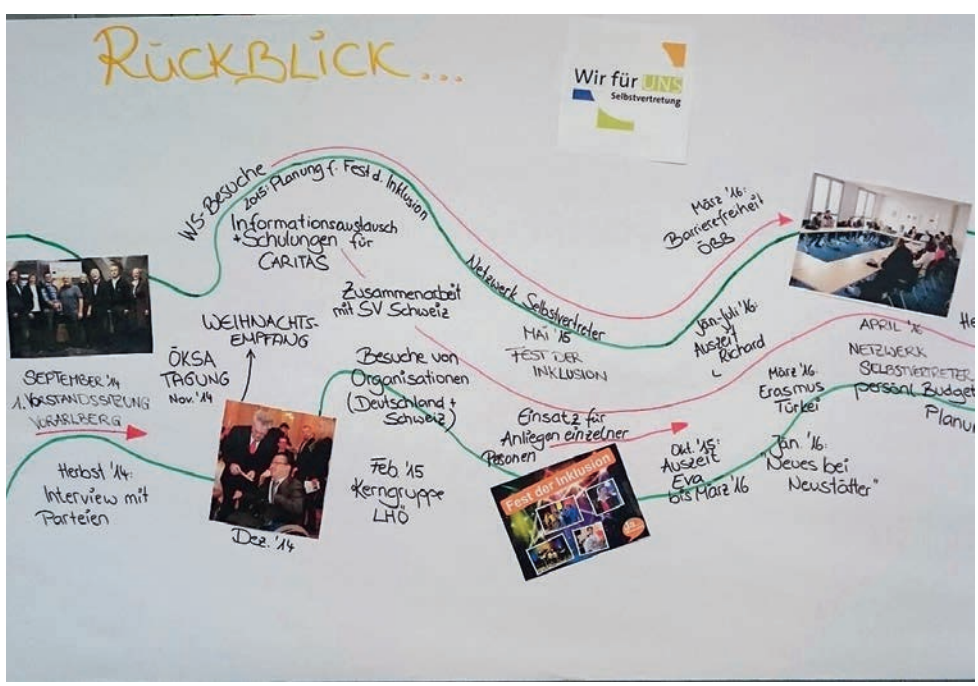 RÜCKBLICK...
Wir für UNS
Selbstvertretung
WS-Besuche
2015: Planung f. Fest d. Inklusion
Informationsaustausch
+ Schulungen für
CARITAS
Zusammenarbeit
mit SV Schweiz
Netzwerk Selbstvertreter
MAI '15
FEST DER
INKLUSION
März '16:
Barrierefreiheit
ÖBB
Jän-Juli '16:
Auszeit
Richard
SEPTEMBER '14
1. VORSTANDSSITZUNG
VORARLBERG
ÖKSA
TAGUNG
Nov. '14
WEIHNACHTS-
EMPFANG
Dez. '14
Herbst '14:
Interview mit
Parteien
Besuche von
Organisationen
(Deutschland +
Schweiz)
Feb. '15
Kerngruppe
LHÖ
Einsatz für
Anliegen einzelner
Personen
Fest der Inklusion
Okt. '15:
Auszeit
Eva
bis März '16
März '16:
Erasmus
Türkei
Jän. '16:
"Neues bei
Neustätter"
APRIL '16
NETZWERK
SELBSTVERTRETER
persönl. Budget